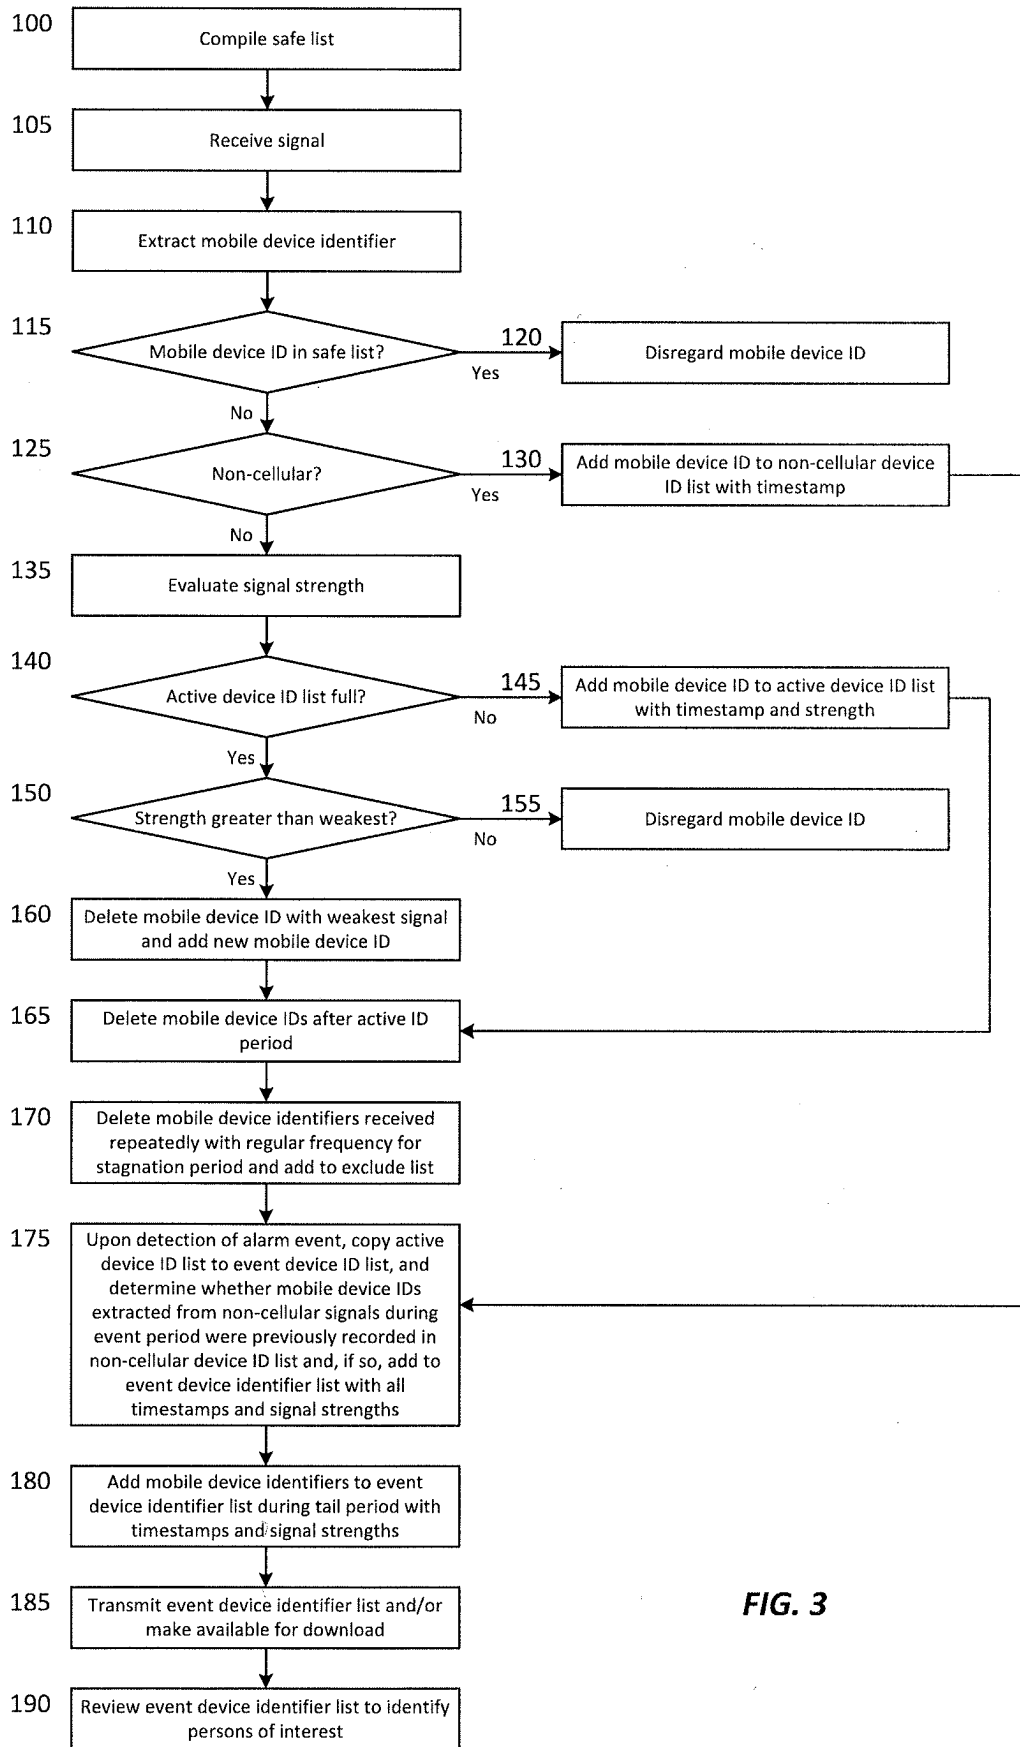 100
Compile safe list
105
Receive signal
110
Extract mobile device identifier
115
Mobile device ID in safe list?
120
Yes
Disregard mobile device ID
No
125
Non-cellular?
130
Yes
Add mobile device ID to non-cellular device
ID list with timestamp
No
135
Evaluate signal strength
140
Active device ID list full?
145
No
Add mobile device ID to active device ID list
with timestamp and strength
Yes
150
Strength greater than weakest?
155
No
Disregard mobile device ID
Yes
160
Delete mobile device ID with weakest signal
and add new mobile device ID
165
Delete mobile device IDs after active ID
period
170
Delete mobile device identifiers received
repeatedly with regular frequency for
stagnation period and add to exclude list
175
Upon detection of alarm event, copy active
device ID list to event device ID list, and
determine whether mobile device IDs
extracted from non-cellular signals during
event period were previously recorded in
non-cellular device ID list and, if so, add to
event device identifier list with all
timestamps and signal strengths
180
Add mobile device identifiers to event
device identifier list during tail period with
timestamps and signal strengths
185
Transmit event device identifier list and/or
make available for download
FIG. 3
190
Review event device identifier list to identify
persons of interest